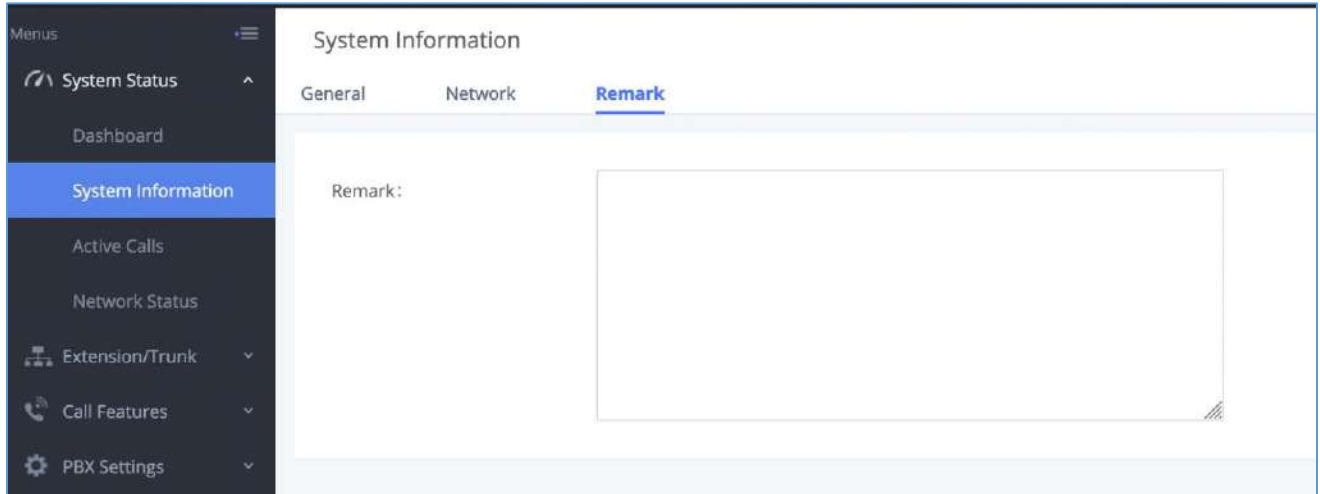 Menus
System Status
Dashboard
System Information
Active Calls
Network Status
Extension/Trunk
Call Features
PBX Settings
System Information
General Network Remark
Remark: